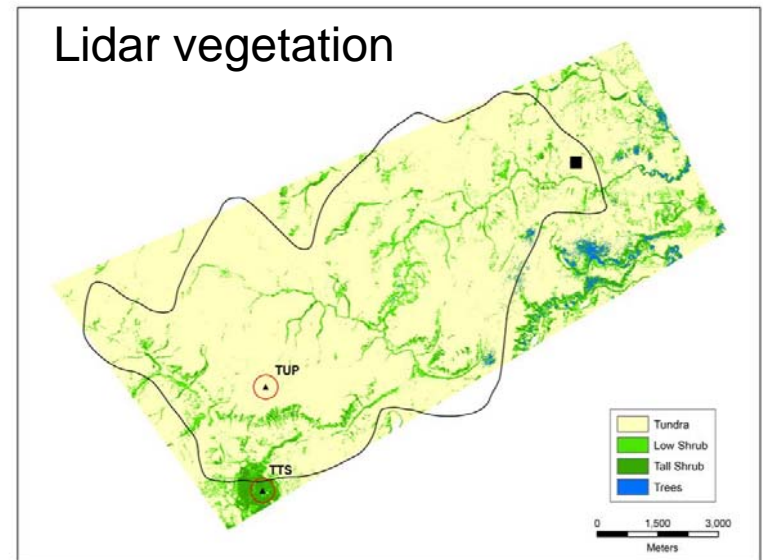 Lidar vegetation
TUP
TTS
Tundra
Low Shrub
Tall Shrub
Trees
0 1,500 3,000
Meters